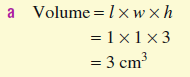 a Volume = l × w × h
= 1 × 1 × 3
= 3 cm³